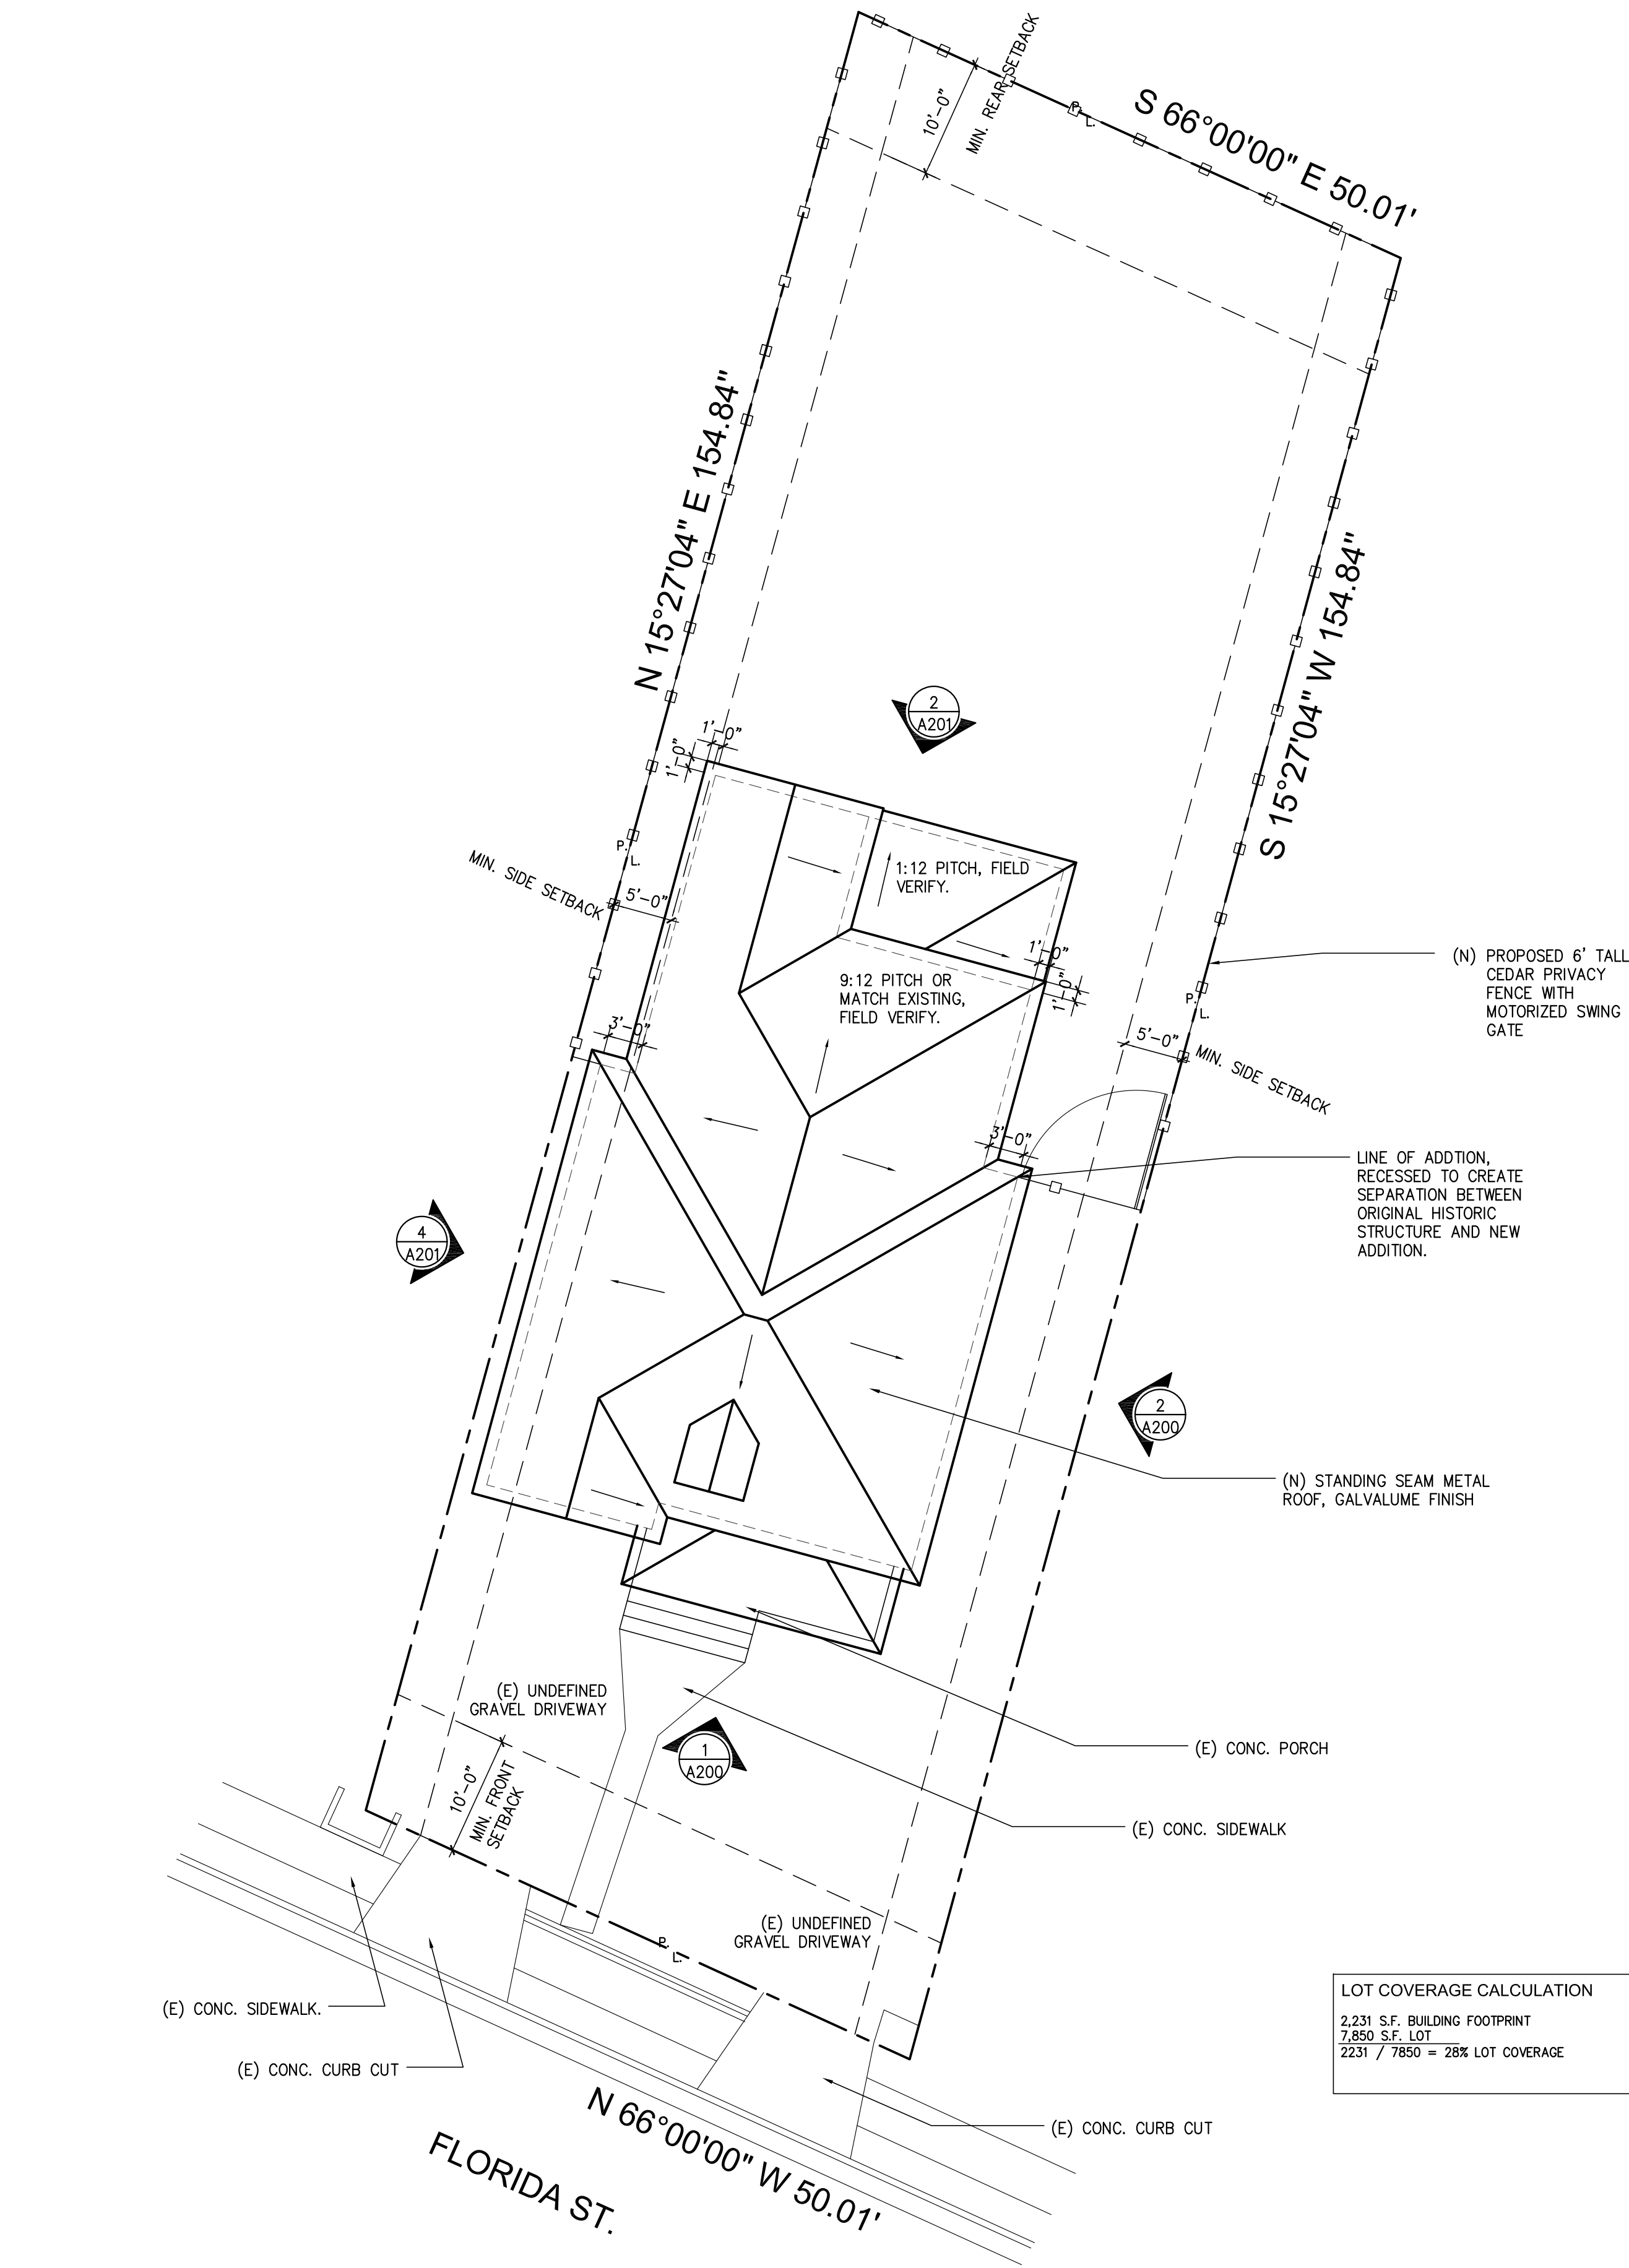 MIN. REAR SETBACK
10'-0"
P.
L.
S 66°00'00" E 50.01'
N 15°27'04" E 154.84"
S 15°27'04" W 154.84"
2
A201
1'-0"
1'-0"
P.
L.
MIN. SIDE SETBACK
5'-0"
1:12 PITCH, FIELD
VERIFY.
1'-0"
1'-0"
9:12 PITCH OR
MATCH EXISTING,
FIELD VERIFY.
(N) PROPOSED 6' TALL
CEDAR PRIVACY
FENCE WITH
MOTORIZED SWING
GATE
P.
L.
3'-0"
5'-0"
MIN. SIDE SETBACK
3'-0"
LINE OF ADDTION,
RECESSED TO CREATE
SEPARATION BETWEEN
ORIGINAL HISTORIC
STRUCTURE AND NEW
ADDITION.
4
A201
2
A200
(N) STANDING SEAM METAL
ROOF, GALVALUME FINISH
(E) UNDEFINED
GRAVEL DRIVEWAY
1
A200
(E) CONC. PORCH
10'-0"
MIN. FRONT
SETBACK
(E) CONC. SIDEWALK
(E) UNDEFINED
GRAVEL DRIVEWAY
P.
L.
(E) CONC. SIDEWALK.
(E) CONC. CURB CUT
LOT COVERAGE CALCULATION
2,231 S.F. BUILDING FOOTPRINT
7,850 S.F. LOT
2231 / 7850 = 28% LOT COVERAGE
(E) CONC. CURB CUT
N 66°00'00" W 50.01'
FLORIDA ST.